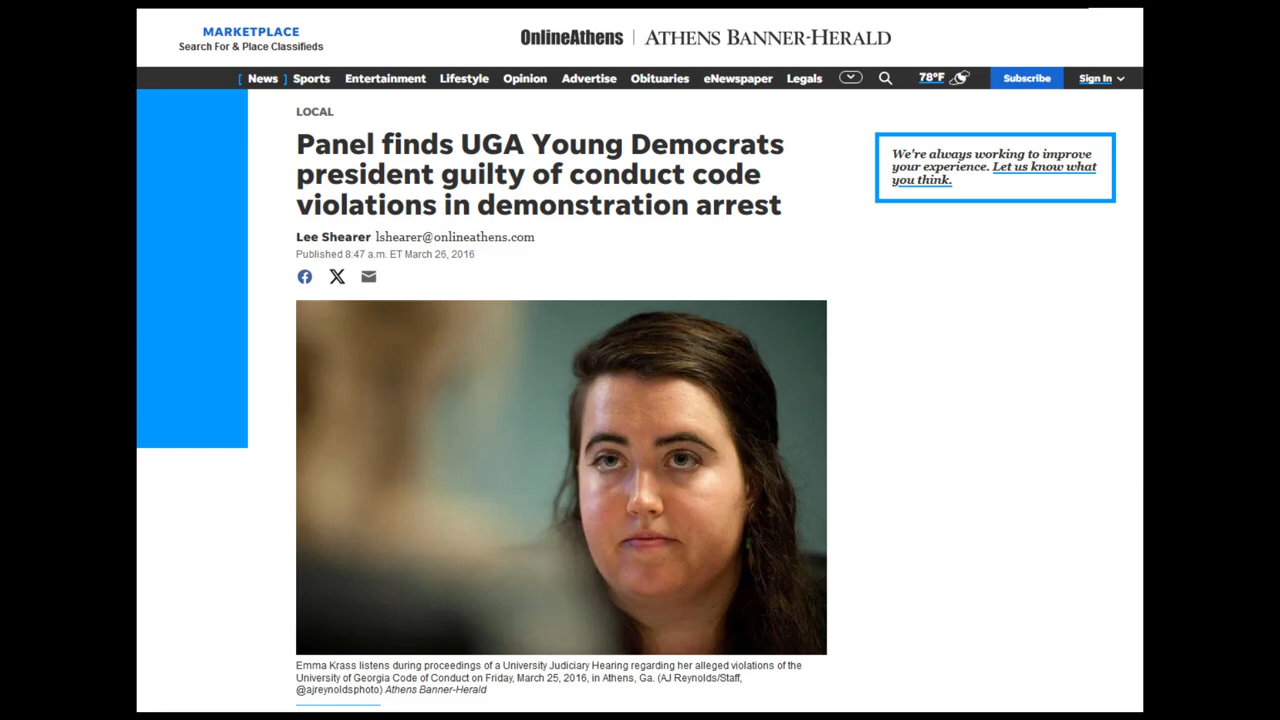 MARKETPLACE
Search For & Place Classifieds
OnlineAthens | ATHENS BANNER-HERALD
[ News ] Sports Entertainment Lifestyle Opinion Advertise Obituaries eNewspaper Legals 78°F Subscribe Sign In
LOCAL
Panel finds UGA Young Democrats
president guilty of conduct code
violations in demonstration arrest
Lee Shearer lshearer@onlineathens.com
Published 8:47 a.m. ET March 26, 2016
We're always working to improve
your experience. Let us know what
you think.
Emma Krass listens during proceedings of a University Judiciary Hearing regarding her alleged violations of the
University of Georgia Code of Conduct on Friday, March 25, 2016, in Athens, Ga. (AJ Reynolds/Staff,
@ajreynoldsphoto) Athens Banner-Herald